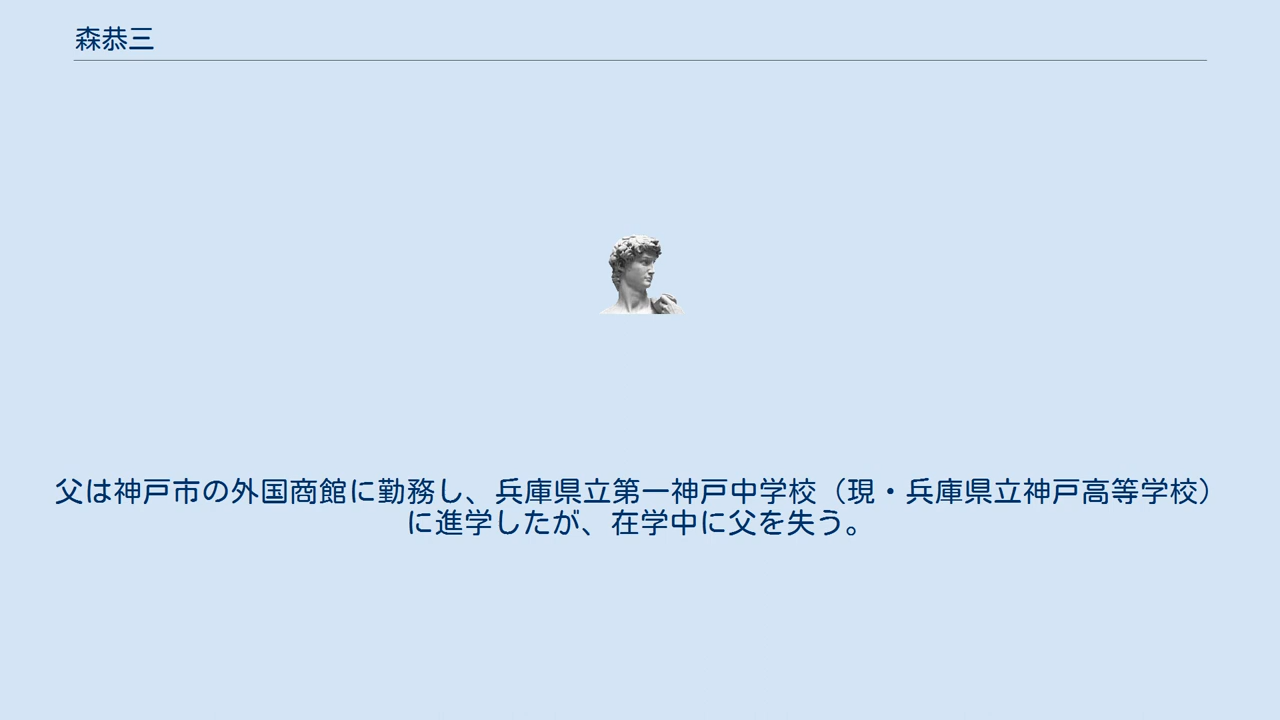 森恭三
父は神戸市の外国商館に勤務し、兵庫県立第一神戸中学校（現・兵庫県立神戸高等学校）
に進学したが、在学中に父を失う。